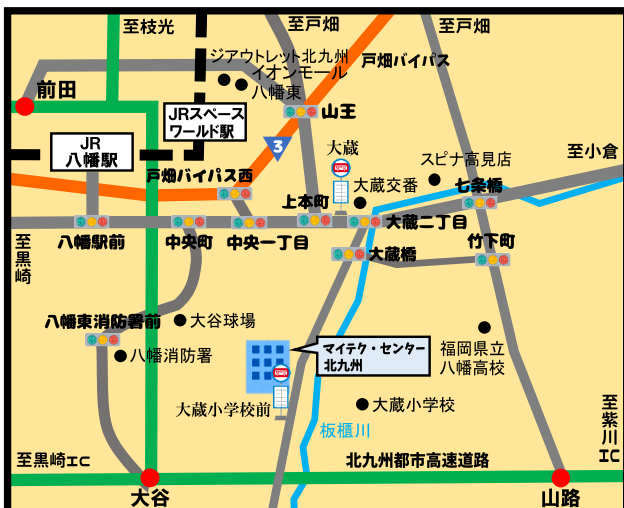 至枝光
至戸畑
至戸畑
ジアウトレット北九州
イオンモール
八幡東
戸畑バイパス
前田
JRスペース
ワールド駅
山王
3
JR
八幡駅
大蔵
スピナ高見店
至小倉
戸畑バイパス西
大蔵交番
七条橋
上本町
大蔵二丁目
八幡駅前
中央町
中央一丁目
竹下町
大蔵橋
至黒崎
八幡東消防署前
大谷球場
八幡消防署
マイテク・センター
北九州
福岡県立
八幡高校
大蔵小学校前
大蔵小学校
板櫃川
至紫川IC
至黒崎IC
北九州都市高速道路
大谷
山路